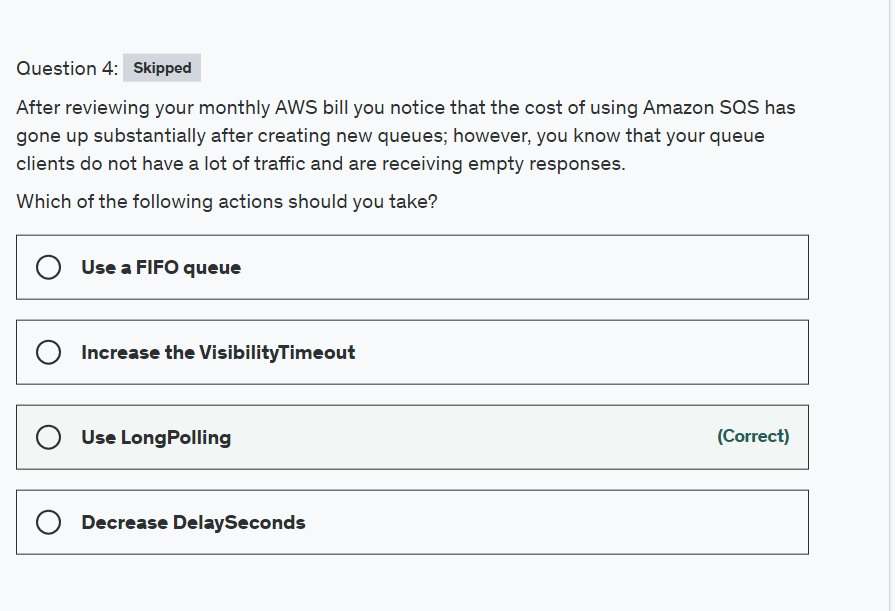 Question 4: Skipped
After reviewing your monthly AWS bill you notice that the cost of using Amazon SQS has
gone up substantially after creating new queues; however, you know that your queue
clients do not have a lot of traffic and are receiving empty responses.
Which of the following actions should you take?
Use a FIFO queue
Increase the VisibilityTimeout
Use LongPolling (Correct)
Decrease DelaySeconds